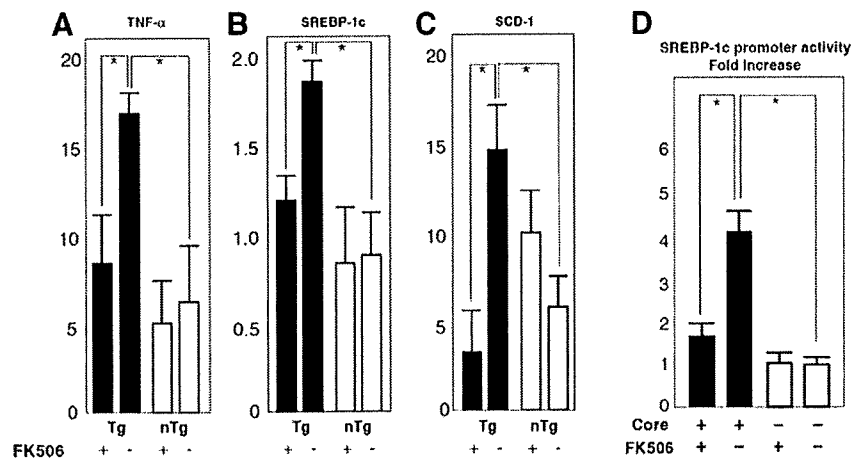 A
TNF-α
20
15
10
5
0
*
*
Tg
nTg
FK506
+ - + -
B
SREBP-1c
2.0
1.5
1.0
0.5
0
*
*
Tg
nTg
+ - + -
C
SCD-1
20
15
10
5
0
*
*
Tg
nTg
+ - + -
D
SREBP-1c promoter activity
Fold Increase
6
5
4
3
2
1
0
*
*
Core + + – –
FK506 + – + –